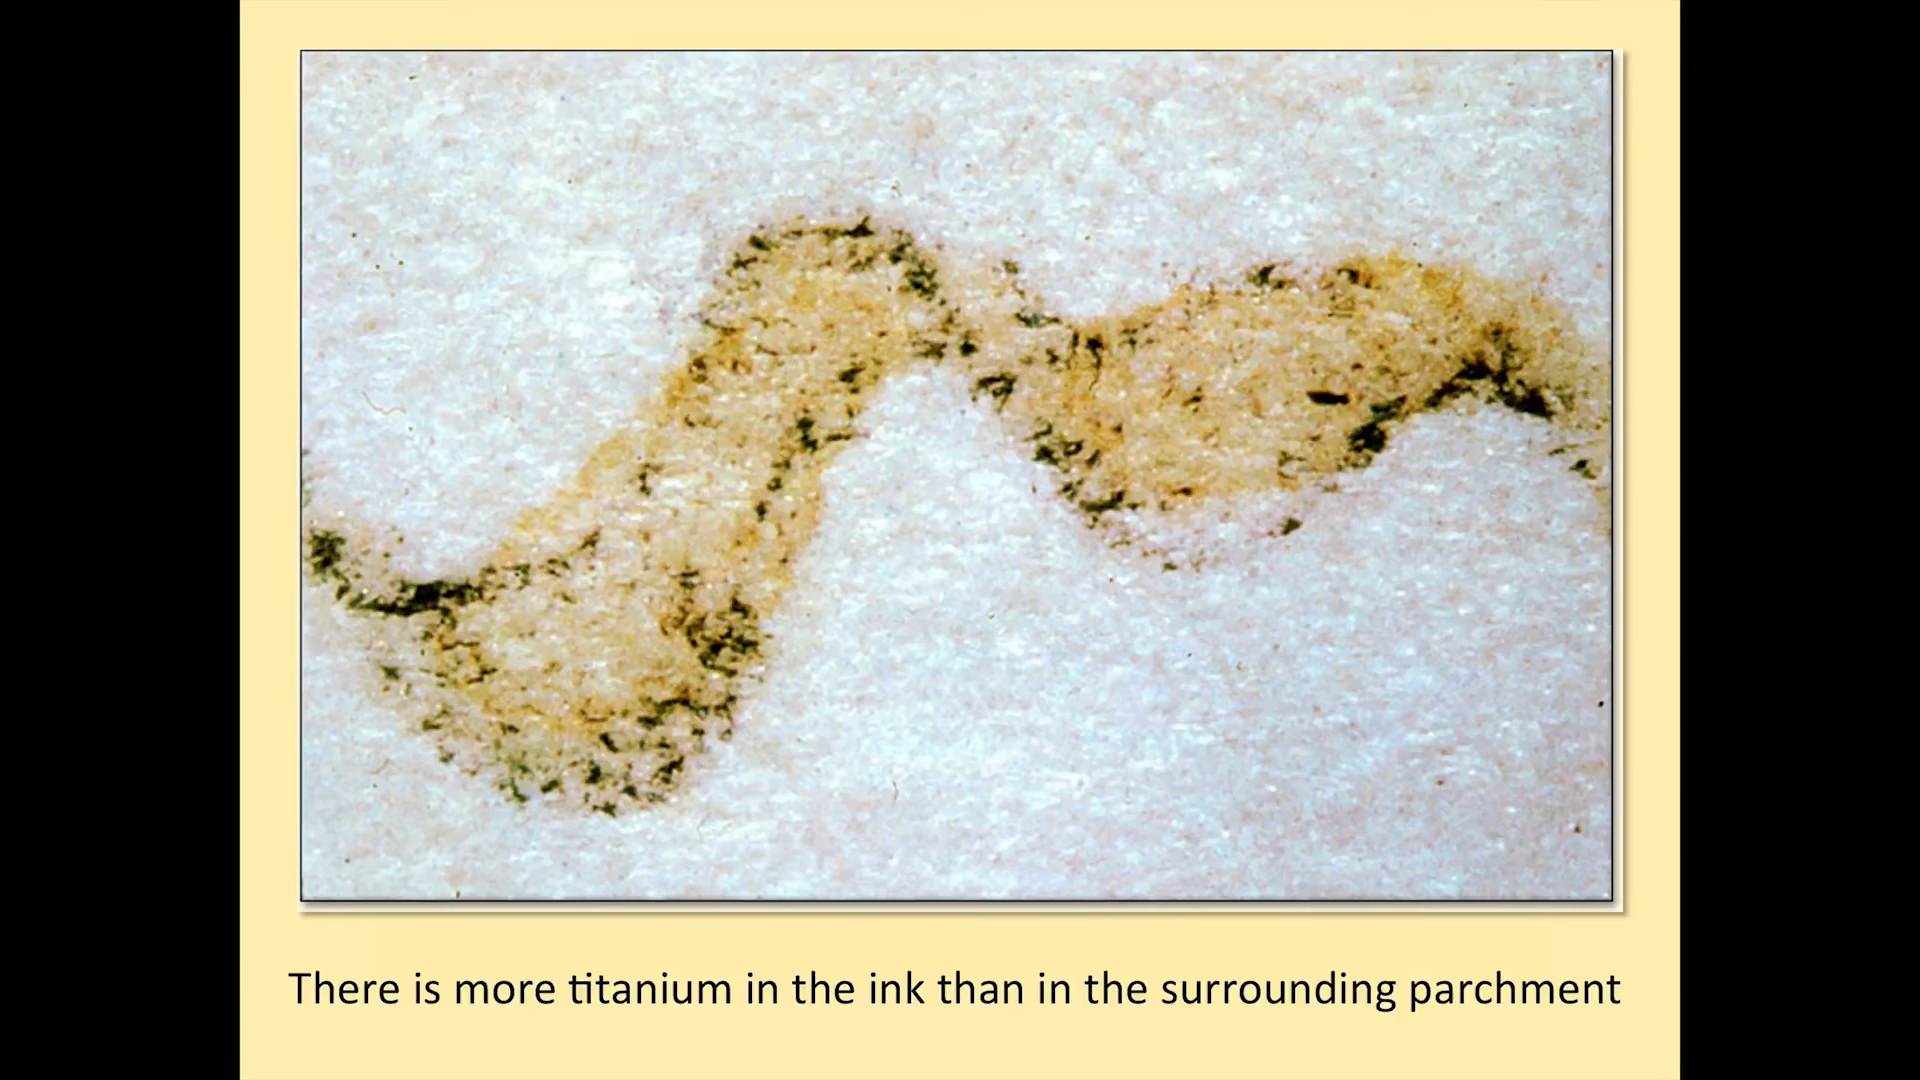 There is more titanium in the ink than in the surrounding parchment